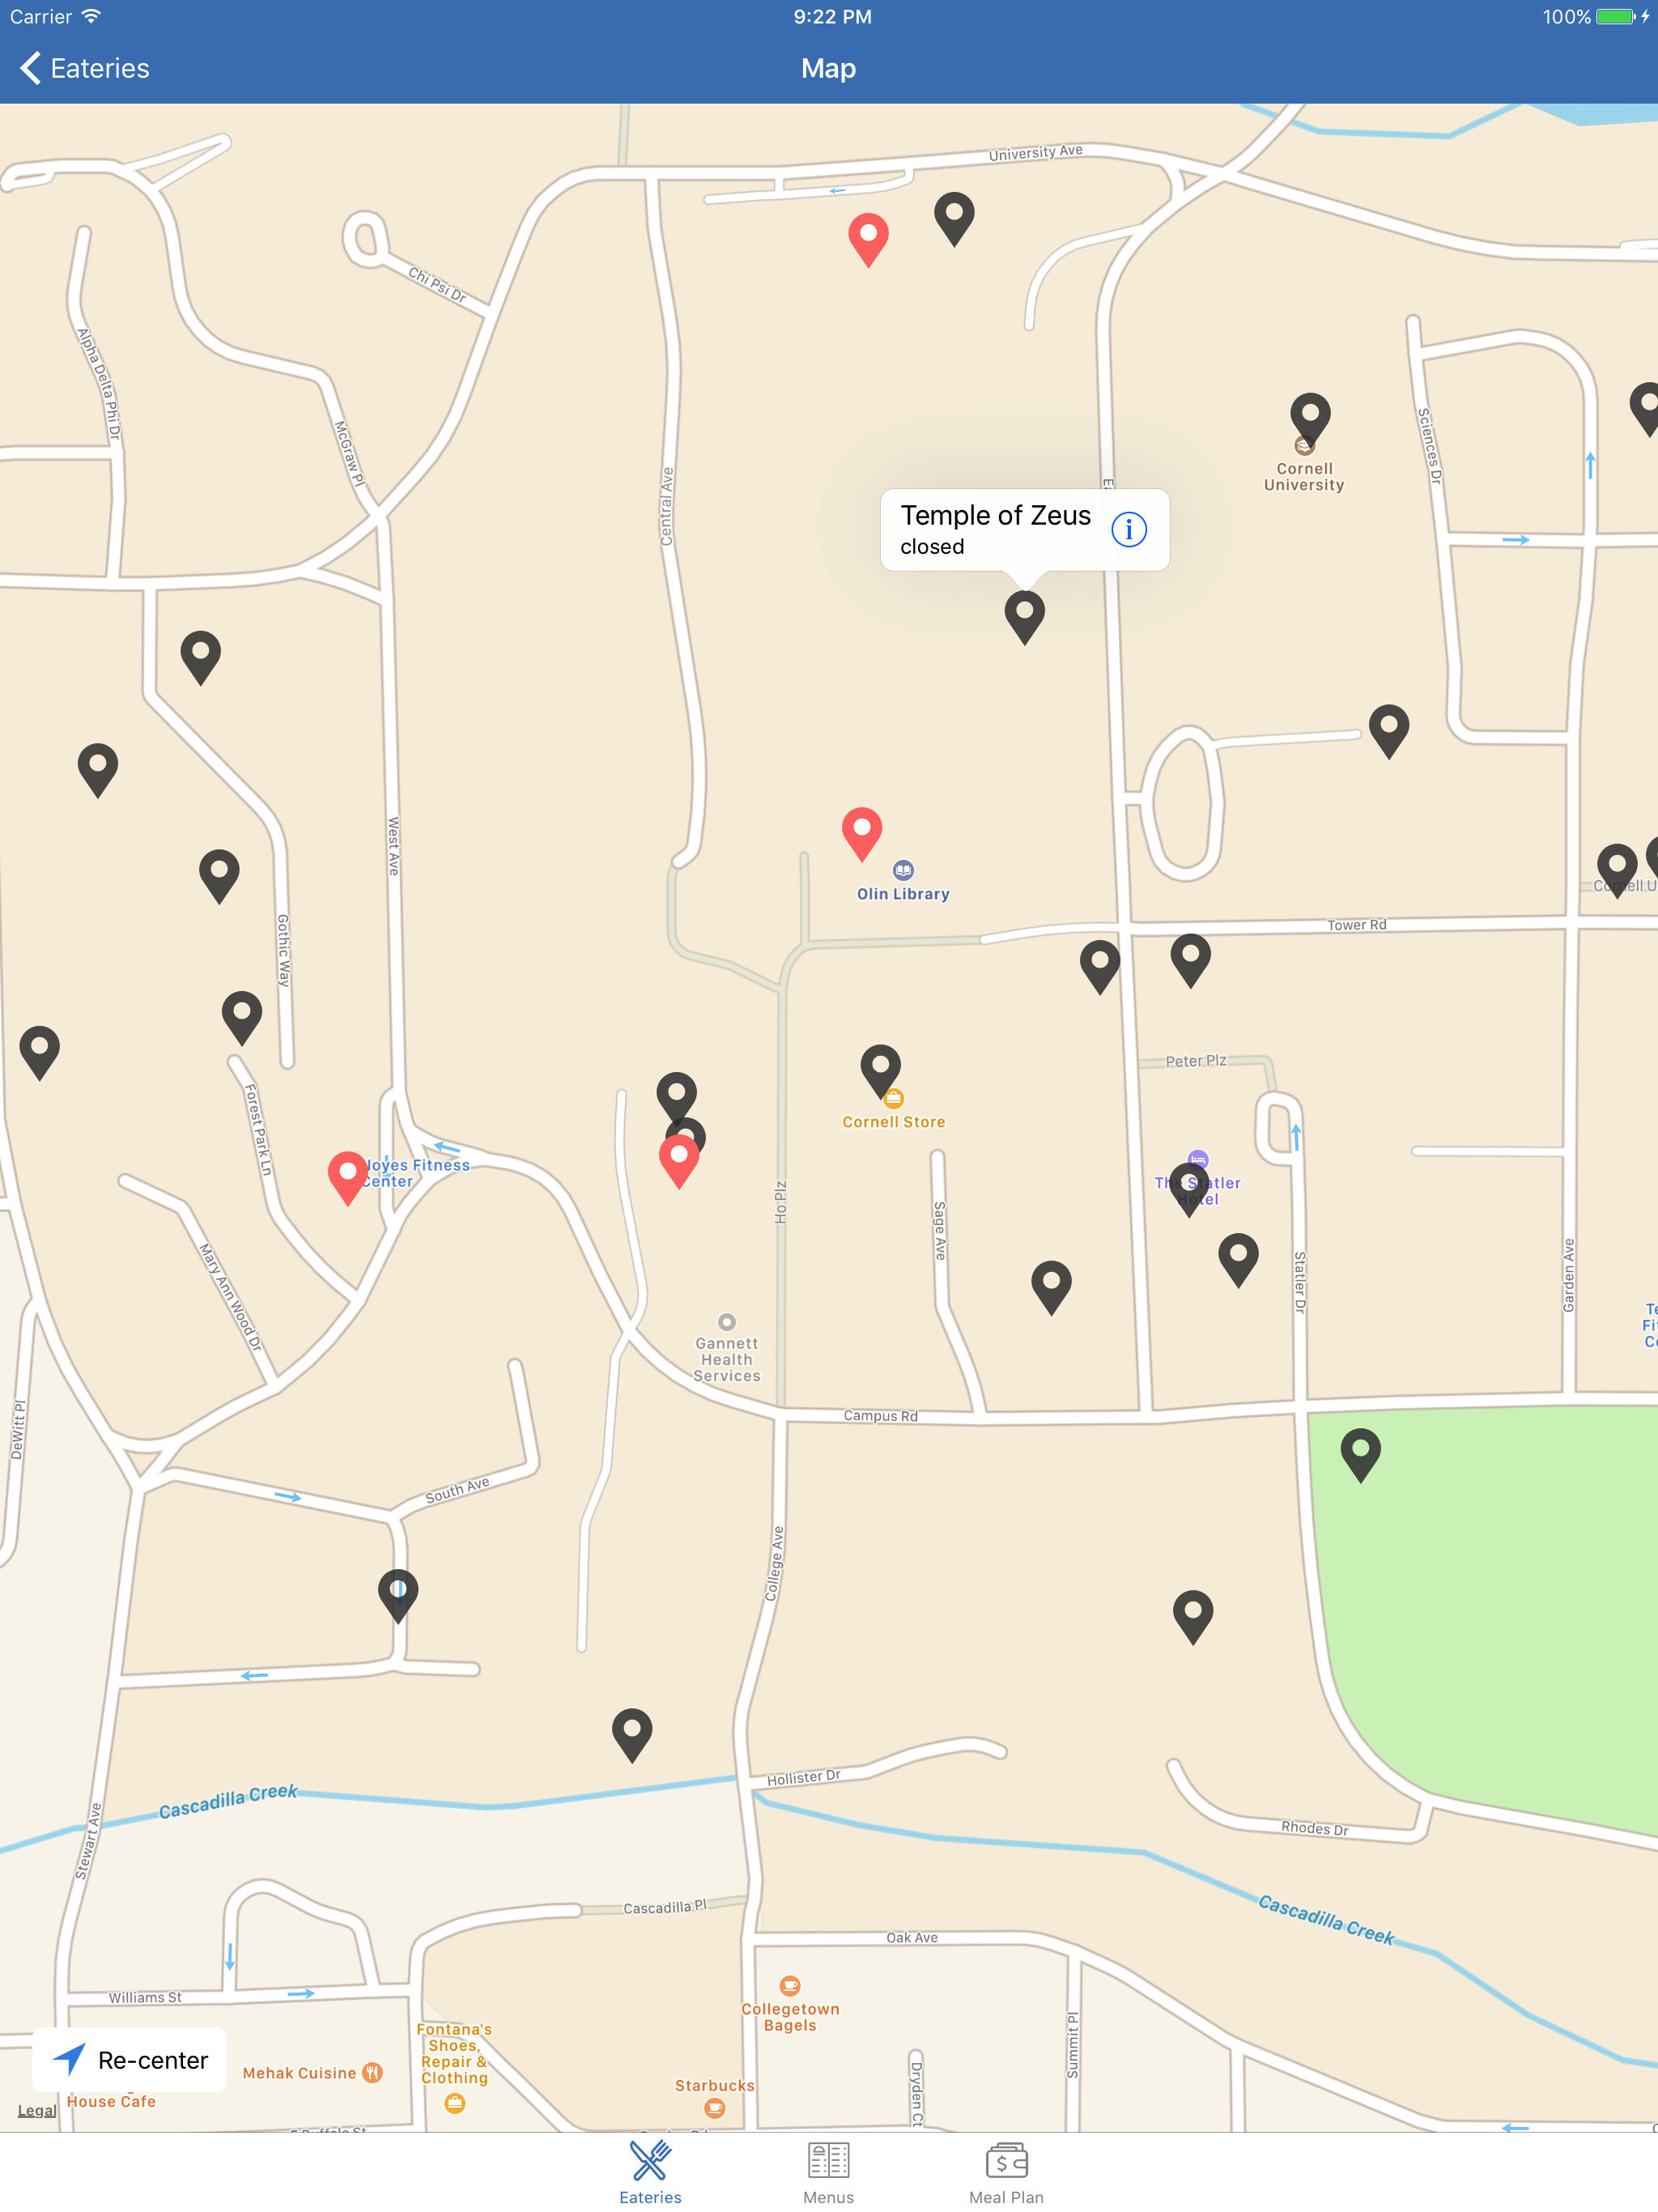 Carrier
9:22 PM
100%
Eateries
Map
University Ave
Chi Psi Dr
Alpha Delta Phi Dr
McGraw Pl
Central Ave
Sciences Dr
Cornell
University
Temple of Zeus
closed
West Ave
Olin Library
Gothic Way
Tower Rd
Peter Plz
Forest Park Ln
Cornell Store
Noyes Fitness
Center
Ho Plz
Sage Ave
The Statler
Hotel
Mary Ann Wood Dr
Statler Dr
Garden Ave
Gannett
Health
Services
DeWitt Pl
Campus Rd
South Ave
College Ave
Hollister Dr
Cascadilla Creek
Stewart Ave
Rhodes Dr
Cascadilla Pl
Cascadilla Creek
Oak Ave
Williams St
Collegetown
Bagels
Fontana's
Shoes,
Repair &
Clothing
Summit Pl
Re-center
Mehak Cuisine
Dryden Ct
Starbucks
House Cafe
Legal
Eateries
Menus
Meal Plan